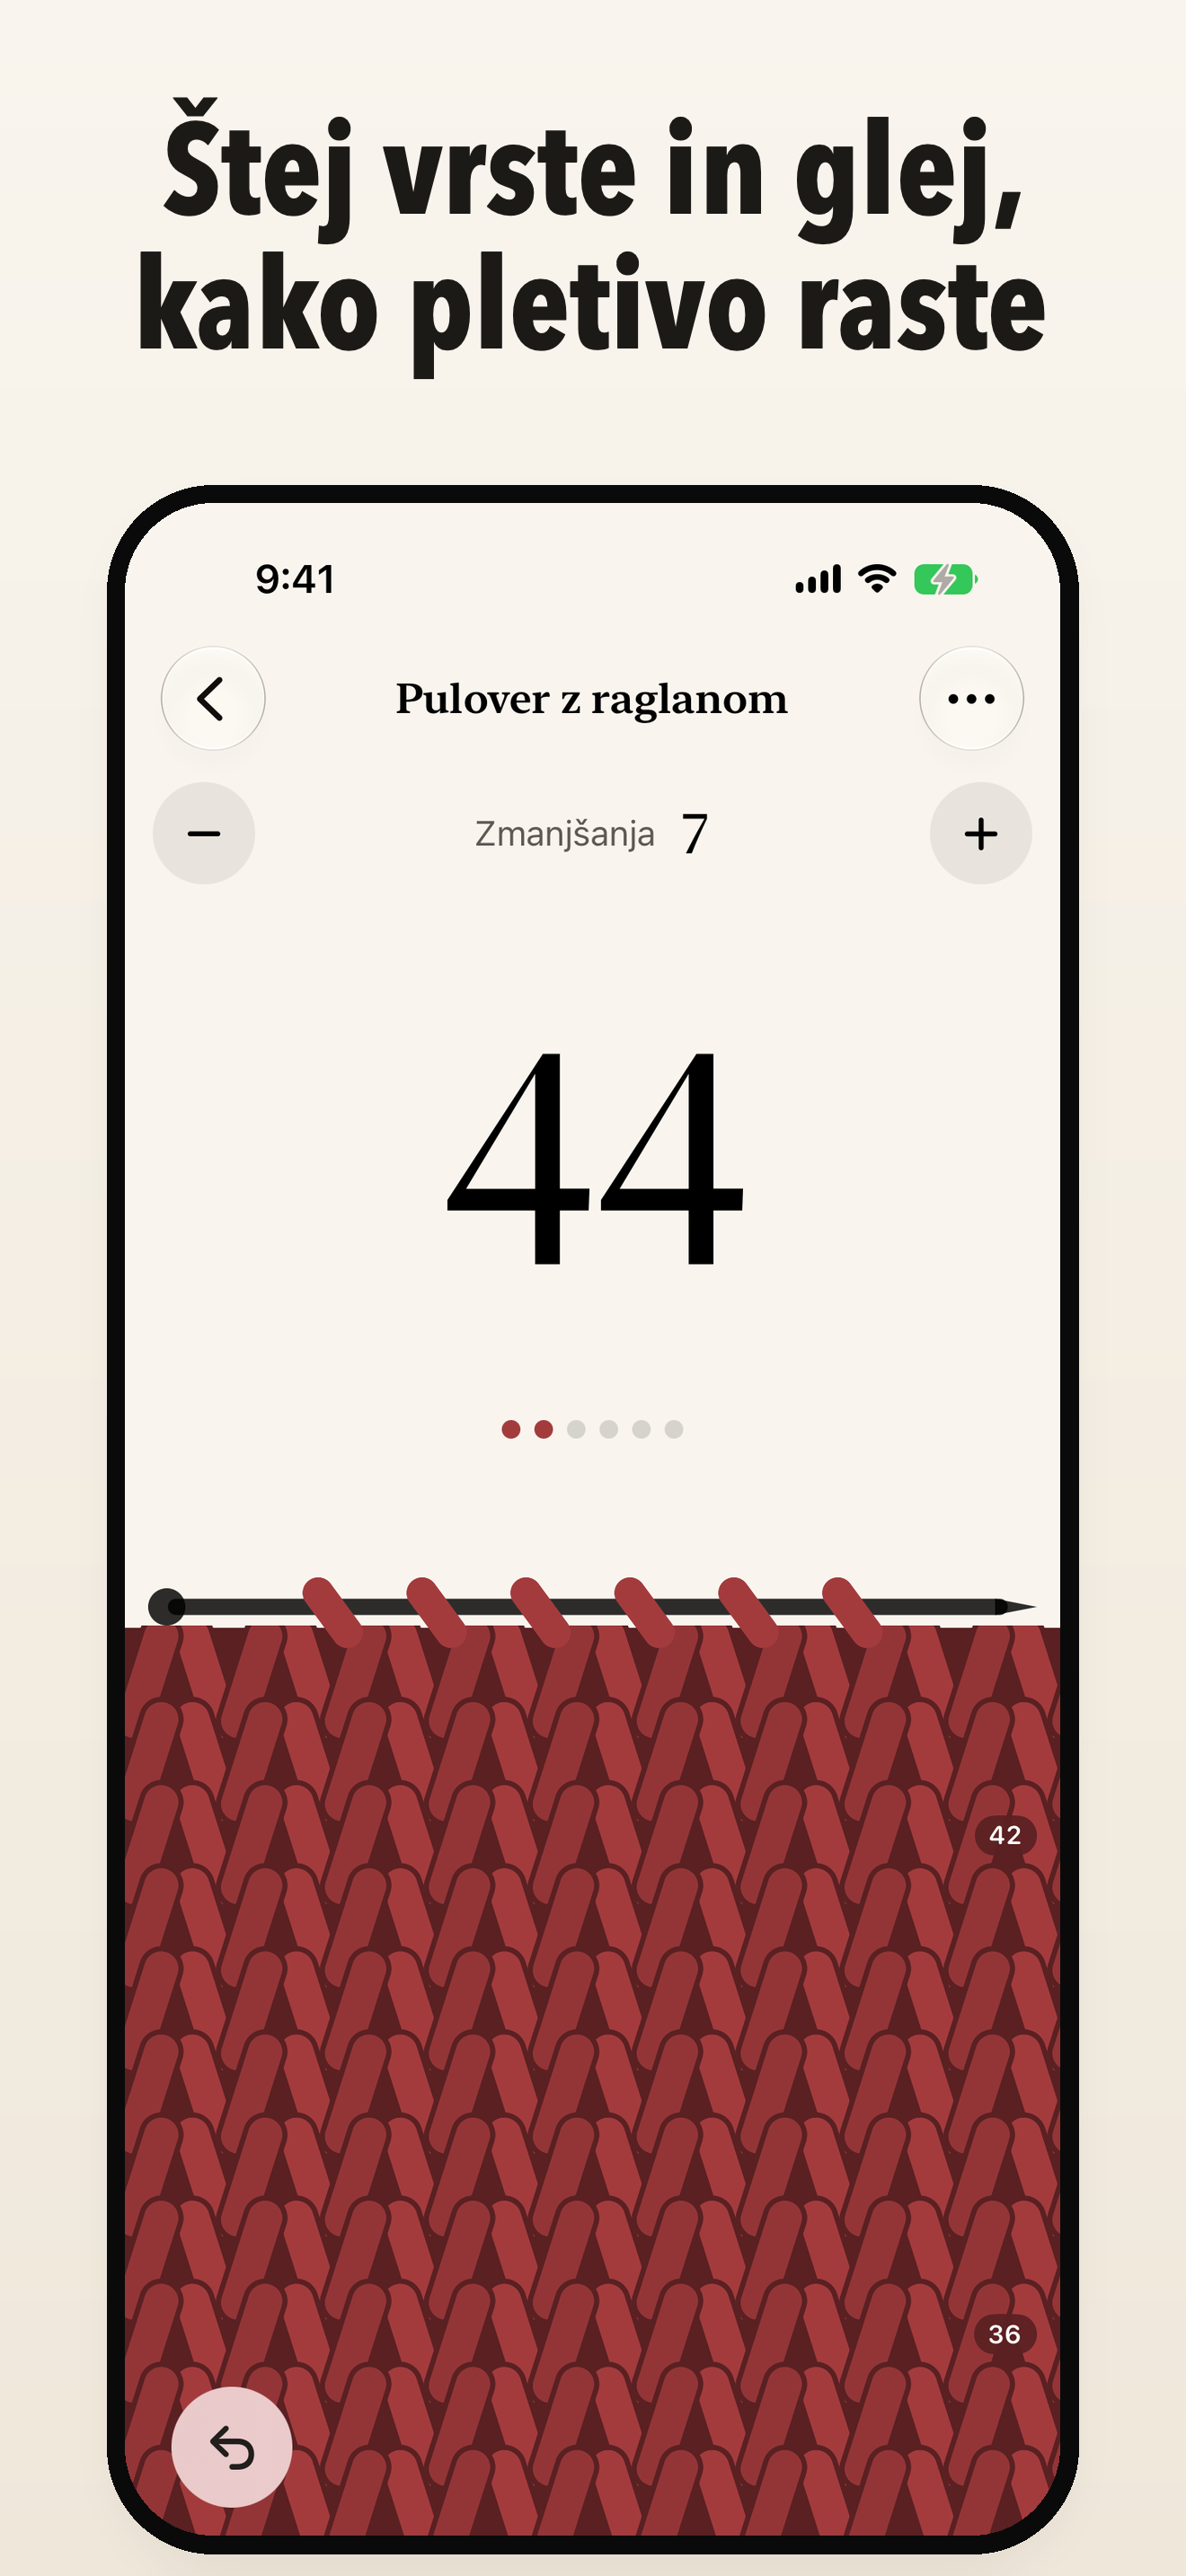 Štej vrste in glej,
kako pletivo raste
9:41
Pulover z raglanom
Zmanjšanja 7
44
42
36